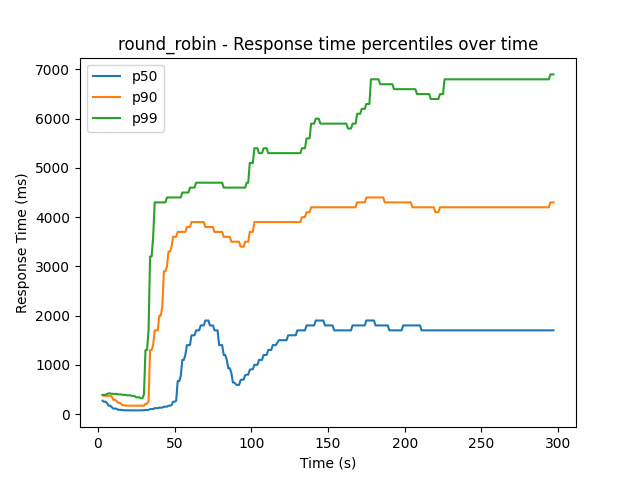 round_robin - Response time percentiles over time
p50
p90
p99
Response Time (ms)
7000
6000
5000
4000
3000
2000
1000
0
0 50 100 150 200 250 300
Time (s)